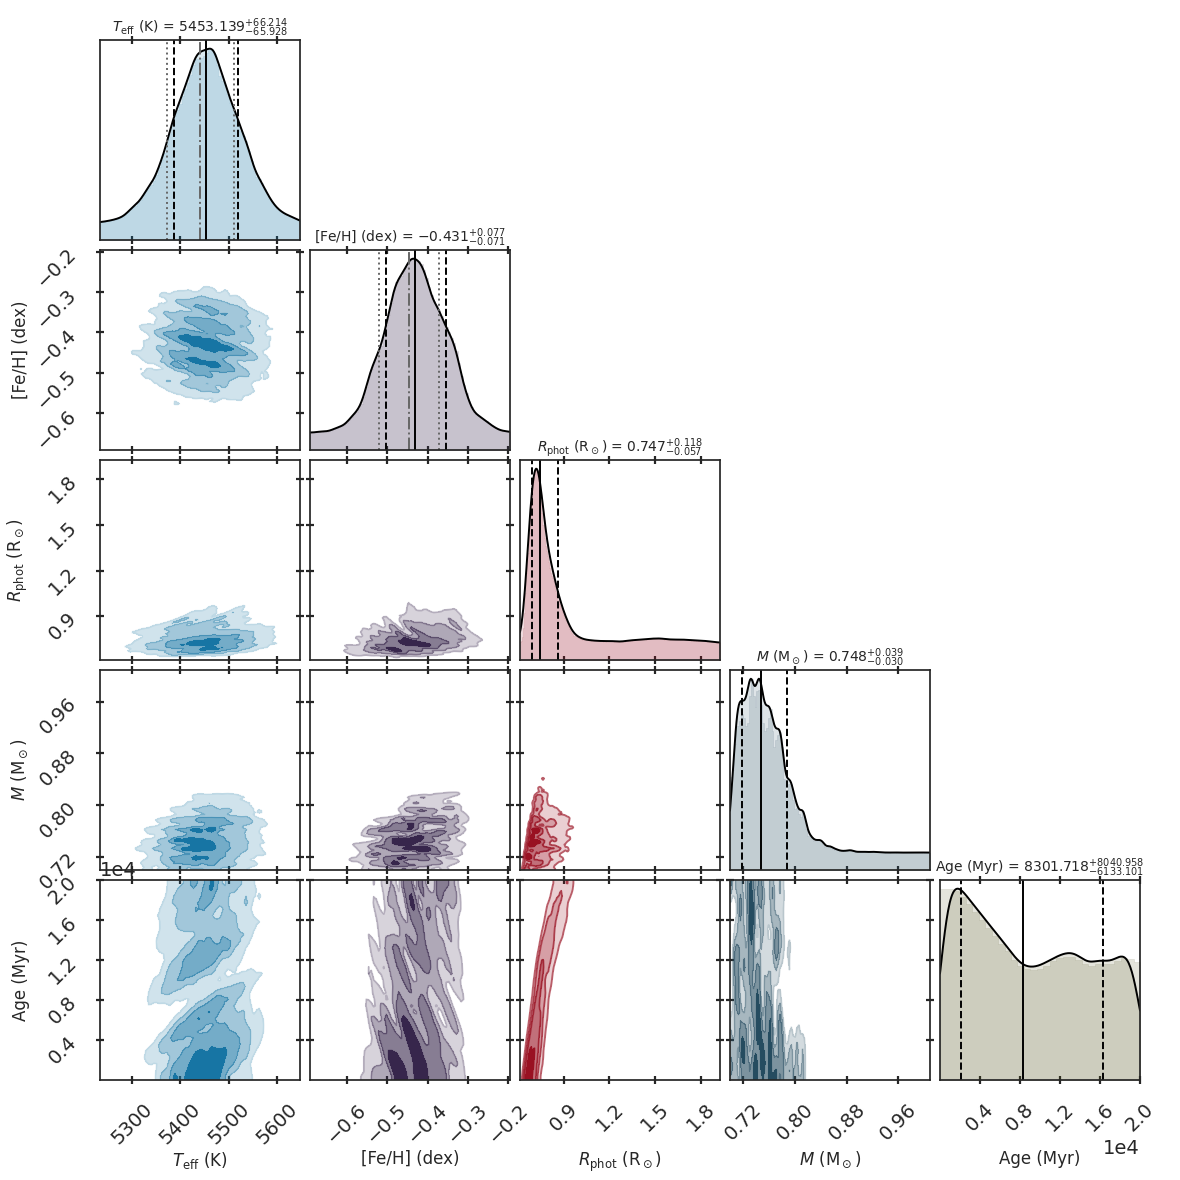 T_eff (K) = 5453.139 +66.214 −65.928
[Fe/H] (dex) = −0.431 +0.077 −0.071
−0.2
−0.3
−0.4
−0.5
−0.6
[Fe/H] (dex)
R_phot (R⊙) = 0.747 +0.118 −0.057
1.8
1.5
1.2
0.9
R_phot (R⊙)
M (M⊙) = 0.748 +0.039 −0.030
0.96
0.88
0.80
0.72
M (M⊙)
Age (Myr) = 8301.718 +8040.958 −6133.101
1e4
2.0
1.6
1.2
0.8
0.4
Age (Myr)
5300 5400 5500 5600
−0.6 −0.5 −0.4 −0.3 −0.2
0.9 1.2 1.5 1.8
0.72 0.80 0.88 0.96
0.4 0.8 1.2 1.6 2.0
1e4
T_eff (K) [Fe/H] (dex) R_phot (R⊙) M (M⊙) Age (Myr)